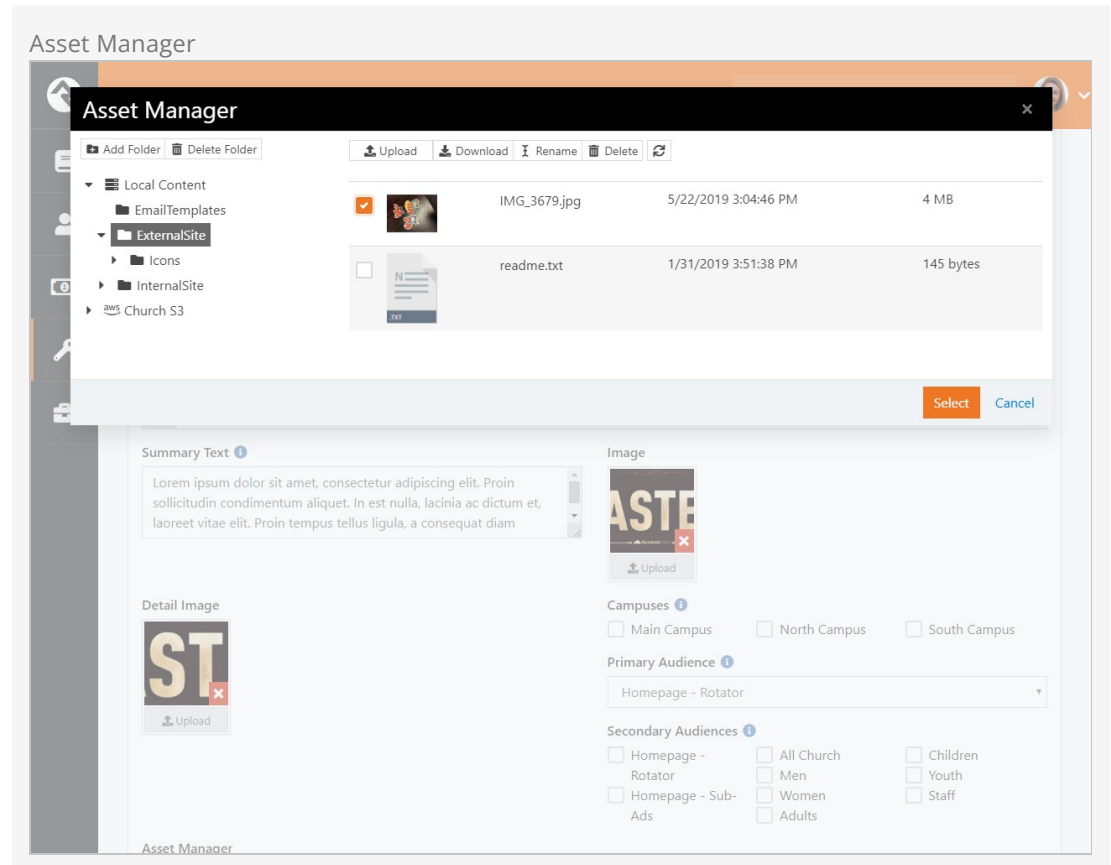 Asset Manager
Asset Manager ×
Add Folder Delete Folder
Upload Download Rename Delete
Local Content
EmailTemplates
ExternalSite
Icons
InternalSite
aws Church S3
IMG_3679.jpg 5/22/2019 3:04:46 PM 4 MB
readme.txt 1/31/2019 3:51:38 PM 145 bytes
N
.TXT
Select Cancel
Summary Text
Lorem ipsum dolor sit amet, consectetur adipiscing elit. Proin
sollicitudin condimentum aliquet. In est nulla, lacinia ac dictum et,
laoreet vitae elit. Proin tempus tellus ligula, a consequat diam
Image
ASTE
Upload
Detail Image
AST
Upload
Campuses
Main Campus North Campus South Campus
Primary Audience
Homepage - Rotator
Secondary Audiences
Homepage - All Church Children
Rotator Men Youth
Homepage - Sub- Women Staff
Ads Adults
Asset Manager